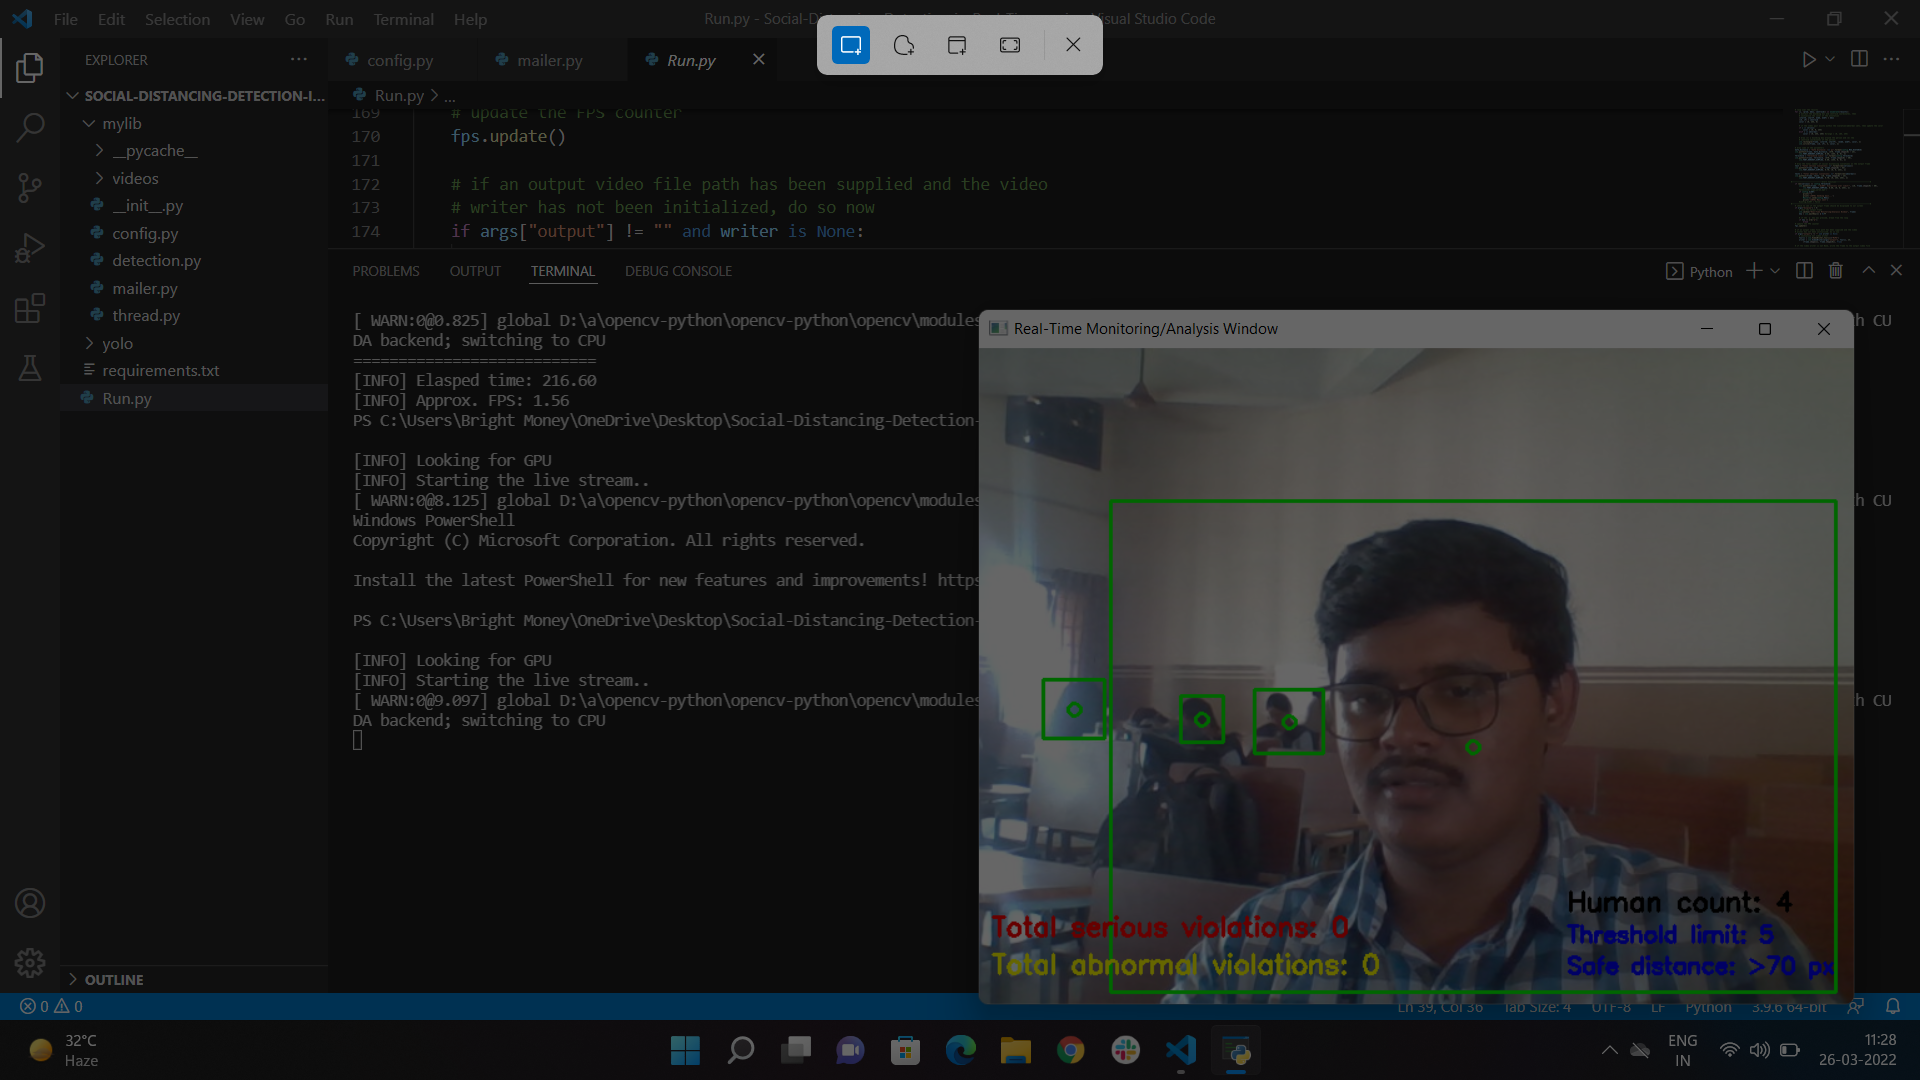 File Edit Selection View Go Run Terminal Help
Run.py - Social-D
Visual Studio Code
EXPLORER
config.py
mailer.py
Run.py
SOCIAL-DISTANCING-DETECTION-I...
Run.py > ...
mylib
__pycache__
videos
__init__.py
config.py
detection.py
mailer.py
thread.py
yolo
requirements.txt
Run.py
OUTLINE
169 # update the FPS counter
170 fps.update()
171
172 # if an output video file path has been supplied and the video
173 # writer has not been initialized, do so now
174 if args["output"] != "" and writer is None:
PROBLEMS OUTPUT TERMINAL DEBUG CONSOLE
Python
[ WARN:0@0.825] global D:\a\opencv-python\opencv-python\opencv\modules
h CU
DA backend; switching to CPU
===========================
[INFO] Elasped time: 216.60
[INFO] Approx. FPS: 1.56
PS C:\Users\Bright Money\OneDrive\Desktop\Social-Distancing-Detection-
[INFO] Looking for GPU
[INFO] Starting the live stream..
[ WARN:0@8.125] global D:\a\opencv-python\opencv-python\opencv\modules
h CU
Windows PowerShell
Copyright (C) Microsoft Corporation. All rights reserved.
Install the latest PowerShell for new features and improvements! https
PS C:\Users\Bright Money\OneDrive\Desktop\Social-Distancing-Detection-
[INFO] Looking for GPU
[INFO] Starting the live stream..
[ WARN:0@9.097] global D:\a\opencv-python\opencv-python\opencv\modules
h CU
DA backend; switching to CPU
Real-Time Monitoring/Analysis Window
Human count: 4
Total serious violations: 0
Threshold limit: 5
Total abnormal violations: 0
Safe distance: >70 px
0 0
Ln 39, Col 36 Tab Size: 4 UTF-8 LF Python 3.9.6 64-bit
32°C
Haze
ENG
IN
11:28
26-03-2022